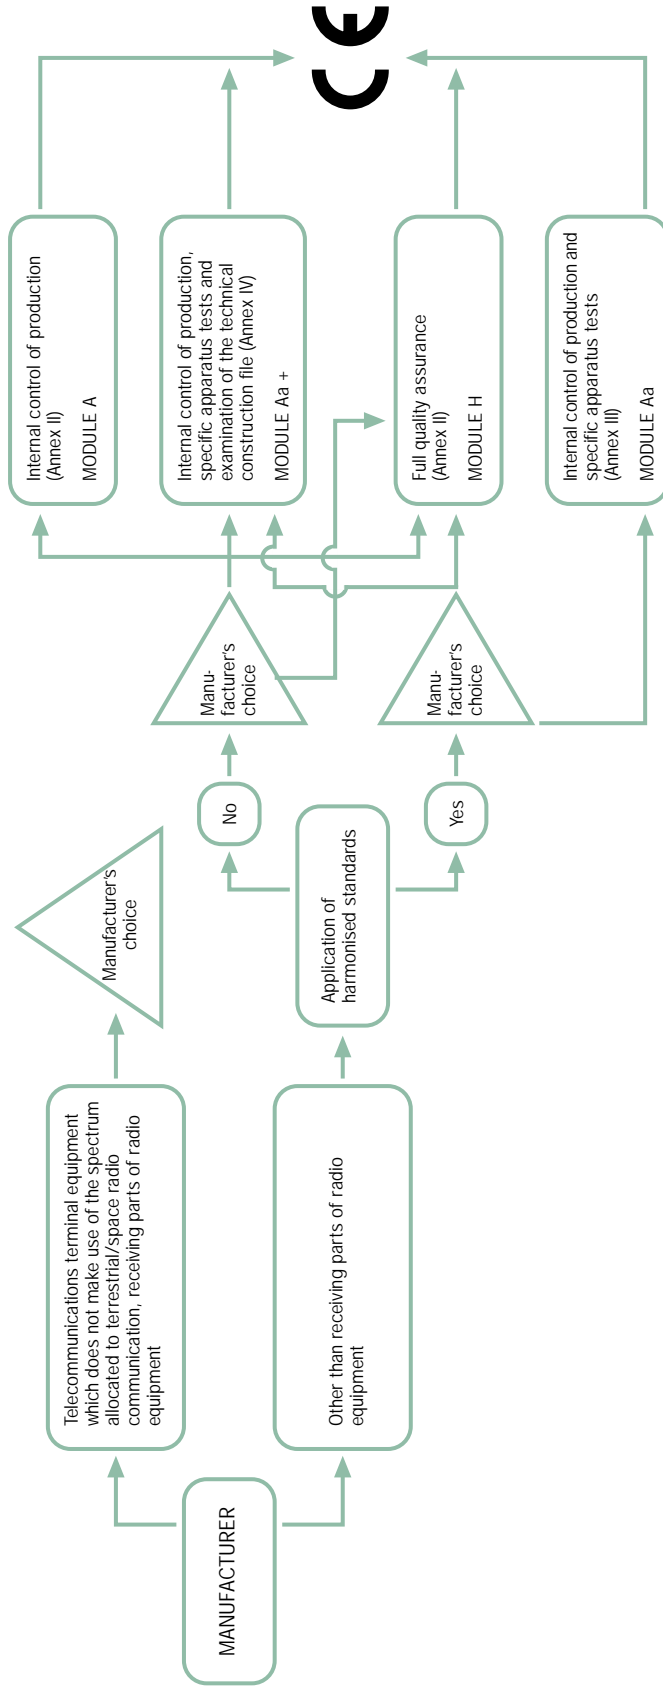 MANUFACTURER
Telecommunications terminal equipment
which does not make use of the spectrum
allocated to terrestrial/space radio
communication, receiving parts of radio
equipment
Other than receiving parts of radio
equipment
Manufacturer's
choice
Application of
harmonised standards
No
Yes
Manu-
facturer's
choice
Manu-
facturer's
choice
Internal control of production
(Annex II)
MODULE A
Internal control of production,
specific apparatus tests and
examination of the technical
construction file (Annex IV)
MODULE Aa +
Full quality assurance
(Annex II)
MODULE H
Internal control of production and
specific apparatus tests
(Annex III)
MODULE Aa
CE